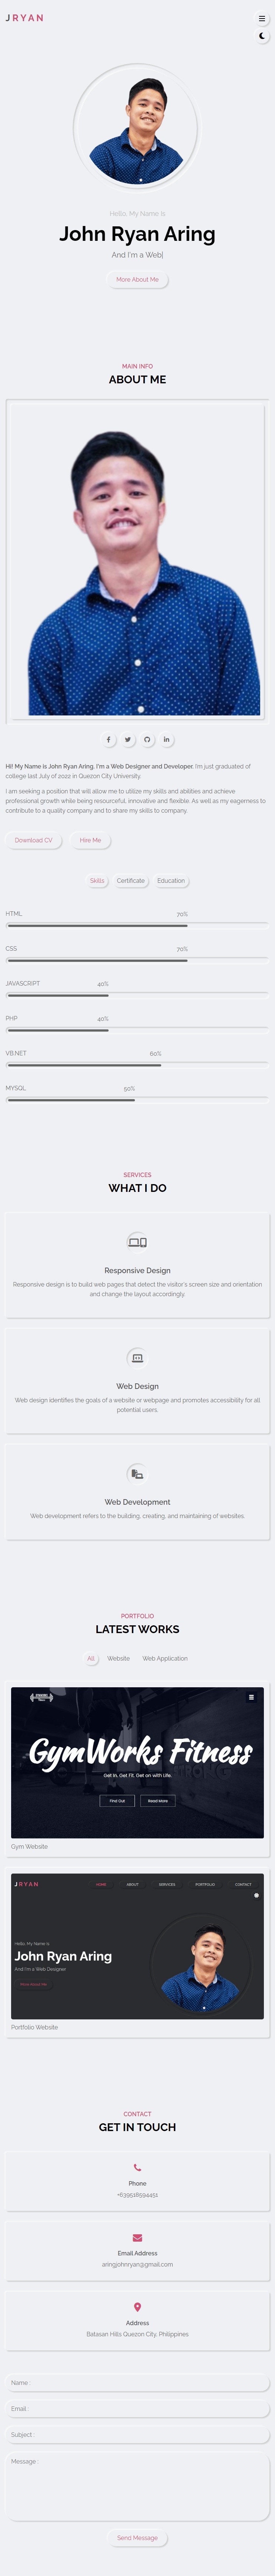 JRYAN
Hello, My Name Is
John Ryan Aring
And I'm a Web|
More About Me
MAIN INFO
ABOUT ME
Hi! My Name is John Ryan Aring, I'm a Web Designer and Developer. I'm just graduated of
college last July of 2022 in Quezon City University.
I am seeking a position that will allow me to utilize my skills and abilities and achieve
professional growth while being resourceful, innovative and flexible. As well as my eagerness to
contribute to a quality company and to share my skills to company.
Download CV
Hire Me
Skills
Certificate
Education
HTML
70%
CSS
70%
JAVASCRIPT
40%
PHP
40%
VB.NET
60%
MYSQL
50%
SERVICES
WHAT I DO
Responsive Design
Responsive design is to build web pages that detect the visitor's screen size and orientation
and change the layout accordingly.
Web Design
Web design identifies the goals of a website or webpage and promotes accessibility for all
potential users.
Web Development
Web development refers to the building, creating, and maintaining of websites.
PORTFOLIO
LATEST WORKS
All
Website
Web Application
GymWorks Fitness
Get In, Get Fit, Get on with Life.
Find Out
Read More
Gym Website
JRYAN
HOME
ABOUT
SERVICES
PORTFOLIO
CONTACT
Hello, My Name is
John Ryan Aring
And I'm a Web Designer
More About Me
Portfolio Website
CONTACT
GET IN TOUCH
Phone
+639518594451
Email Address
aringjohnryan@gmail.com
Address
Batasan Hills Quezon City, Philippines
Name :
Email :
Subject :
Message :
Send Message